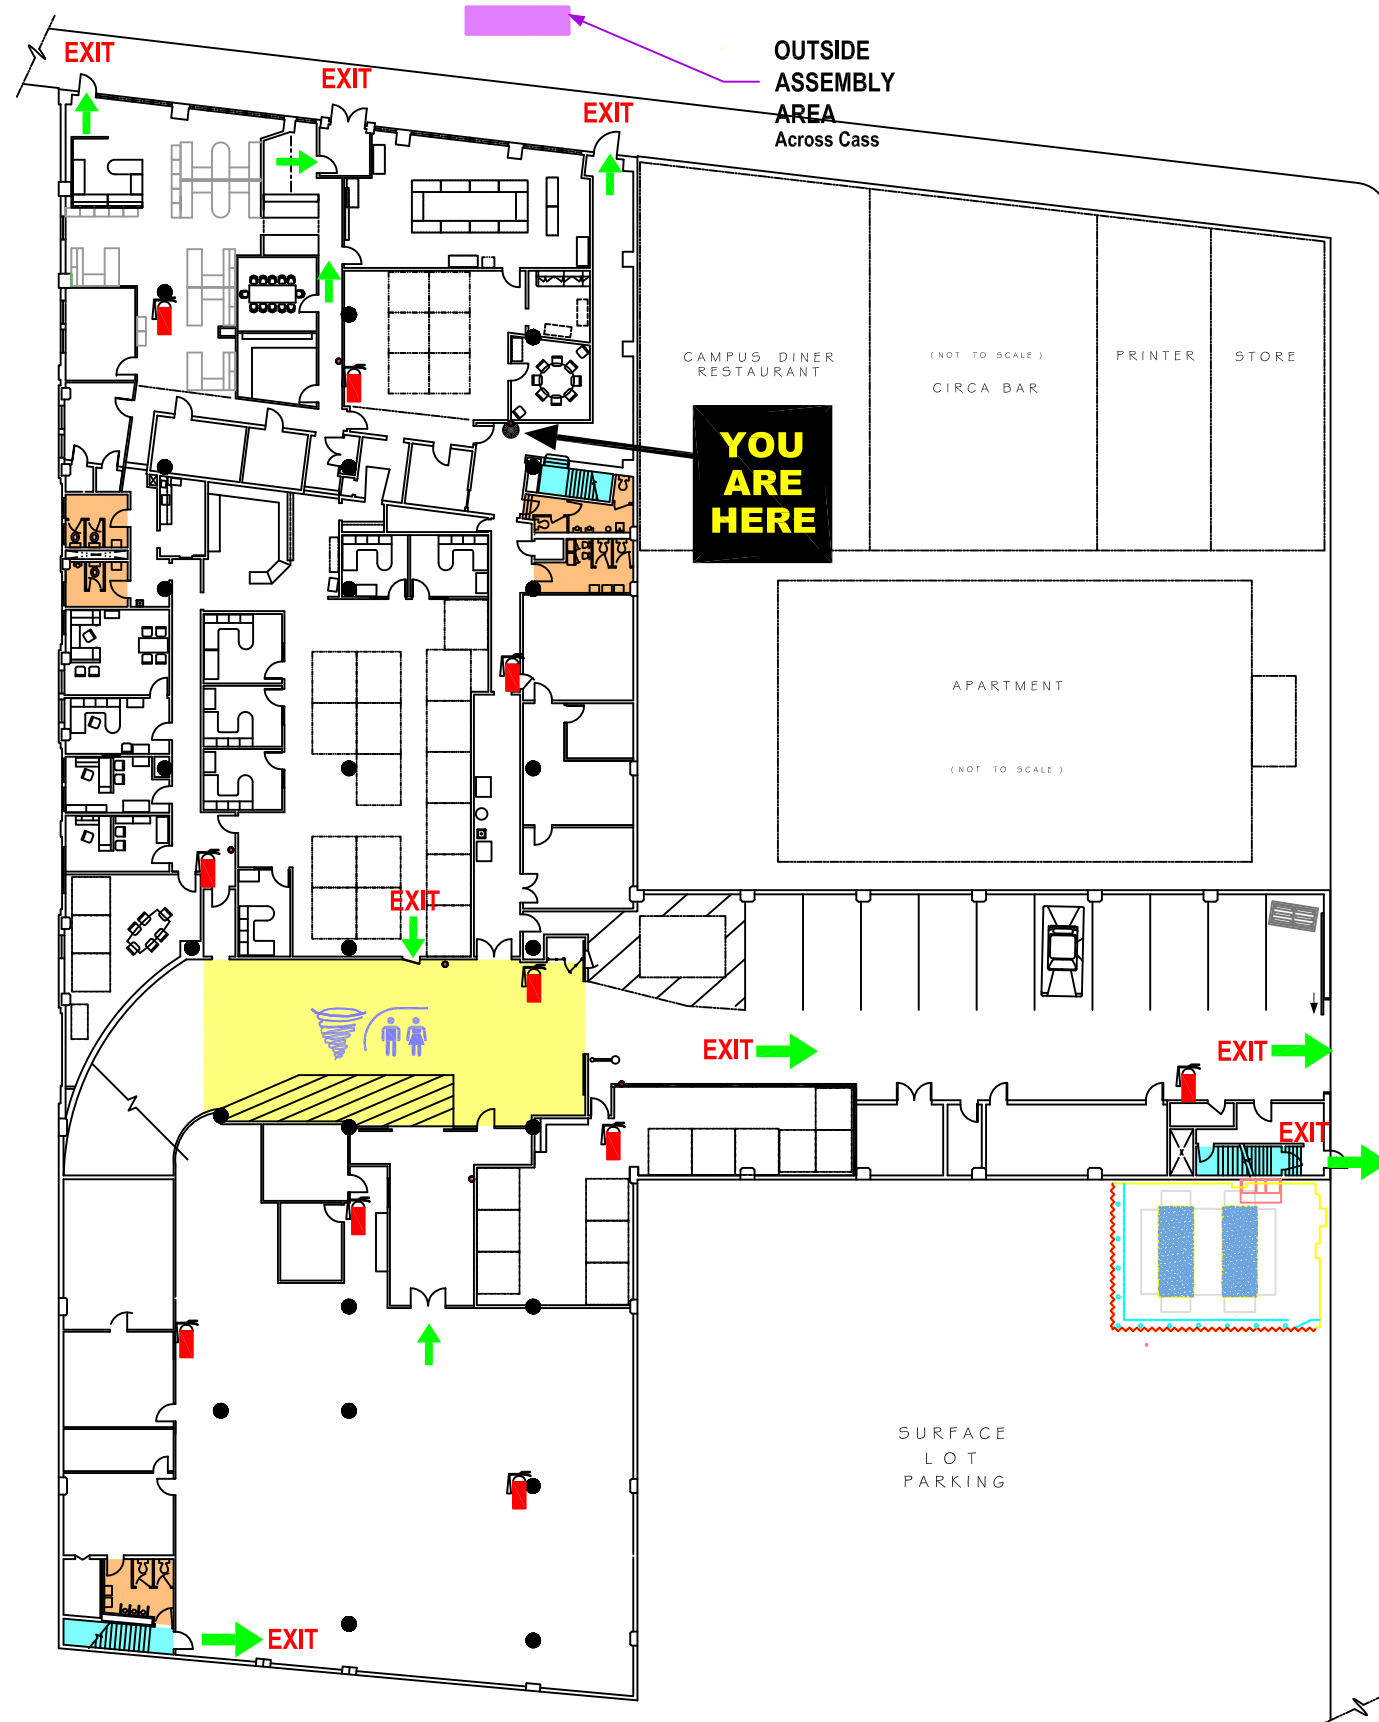 EXIT
EXIT
EXIT
OUTSIDE
ASSEMBLY
AREA
Across Cass
CAMPUS DINER
RESTAURANT
(NOT TO SCALE)
CIRCA BAR
PRINTER
STORE
YOU
ARE
HERE
APARTMENT
(NOT TO SCALE)
EXIT
EXIT
EXIT
EXIT
SURFACE
LOT
PARKING
EXIT